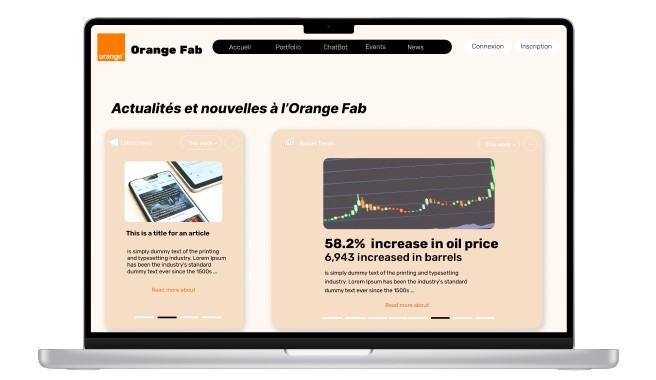 orange
Orange Fab
Accueil
Portfolio
ChatBot
Events
News
Connexion
Inscription
Actualités et nouvelles à l'Orange Fab
This week
This is a title for an article
is simply dummy text of the printing
and typesetting industry. Lorem Ipsum
has been the industry's standard
dummy text ever since the 1500s ...
Read more about
Market Trends
This week
58.2% increase in oil price
6,943 increased in barrels
is simply dummy text of the printing and typesetting
industry. Lorem Ipsum has been the industry's standard
dummy text ever since the 1500s ...
Read more about